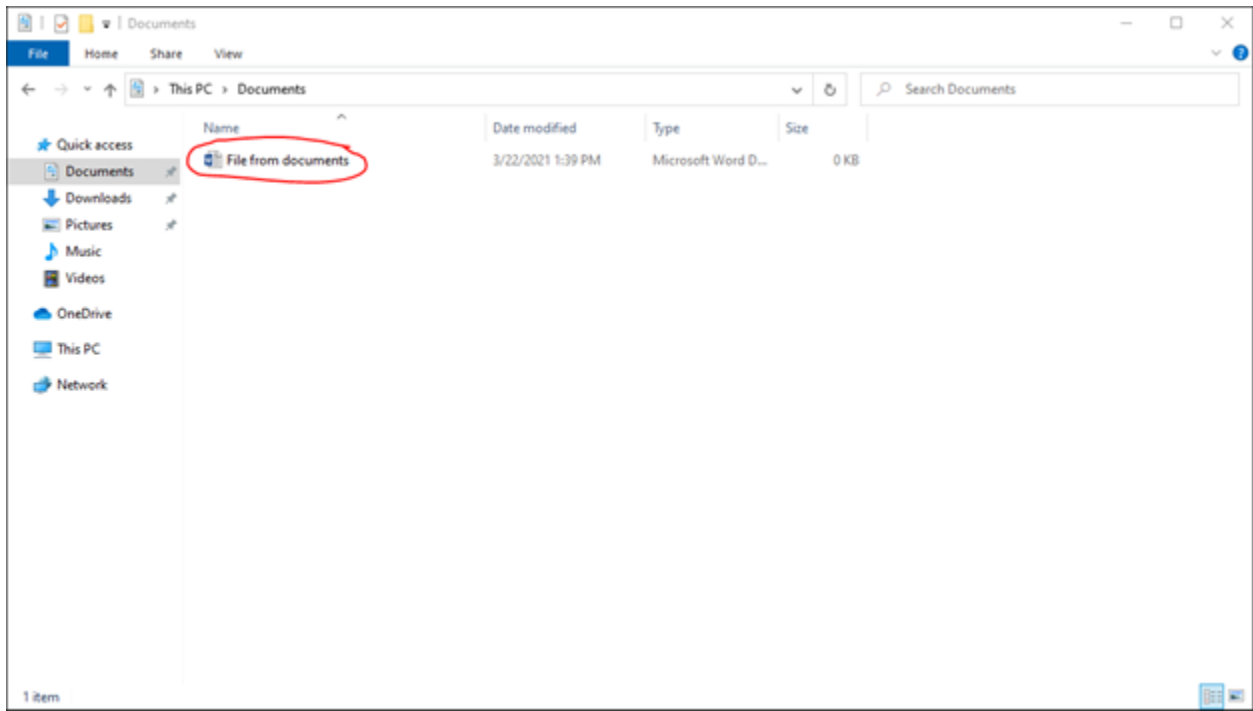 Documents
File Home Share View
This PC > Documents
Search Documents
Name Date modified Type Size
File from documents 3/22/2021 1:39 PM Microsoft Word D... 0 KB
Quick access
Documents
Downloads
Pictures
Music
Videos
OneDrive
This PC
Network
1 item